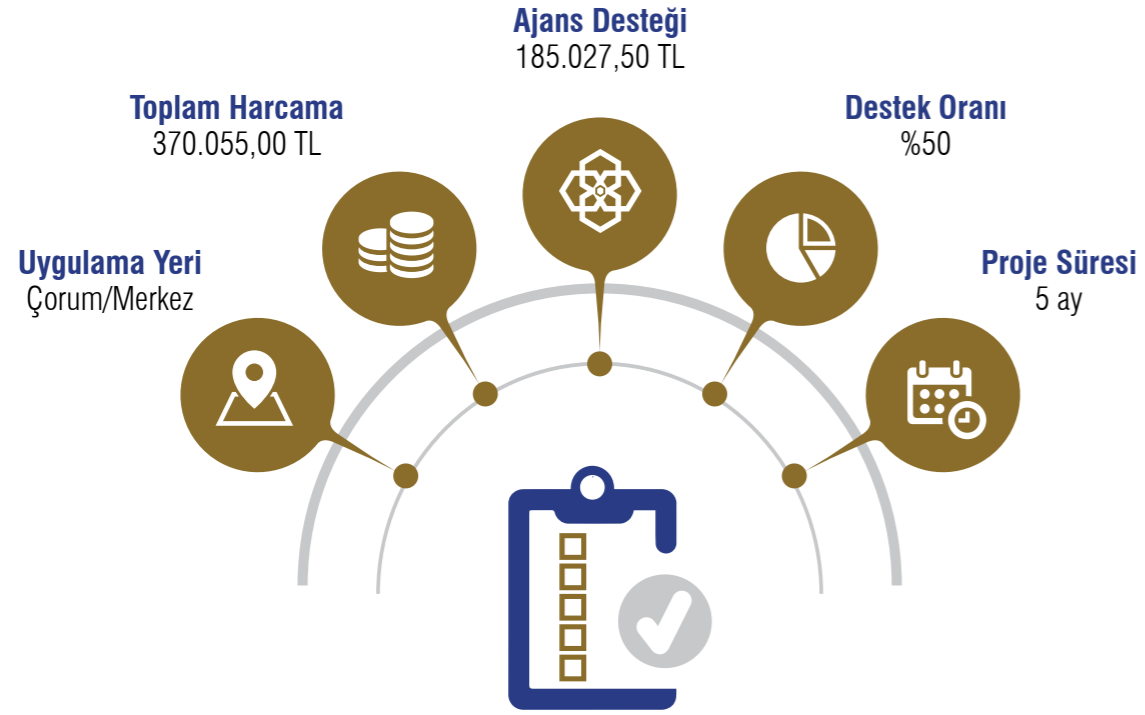 Uygulama Yeri
Çorum/Merkez
Toplam Harcama
370.055,00 TL
Ajans Desteği
185.027,50 TL
Destek Oranı
%50
Proje Süresi
5 ay